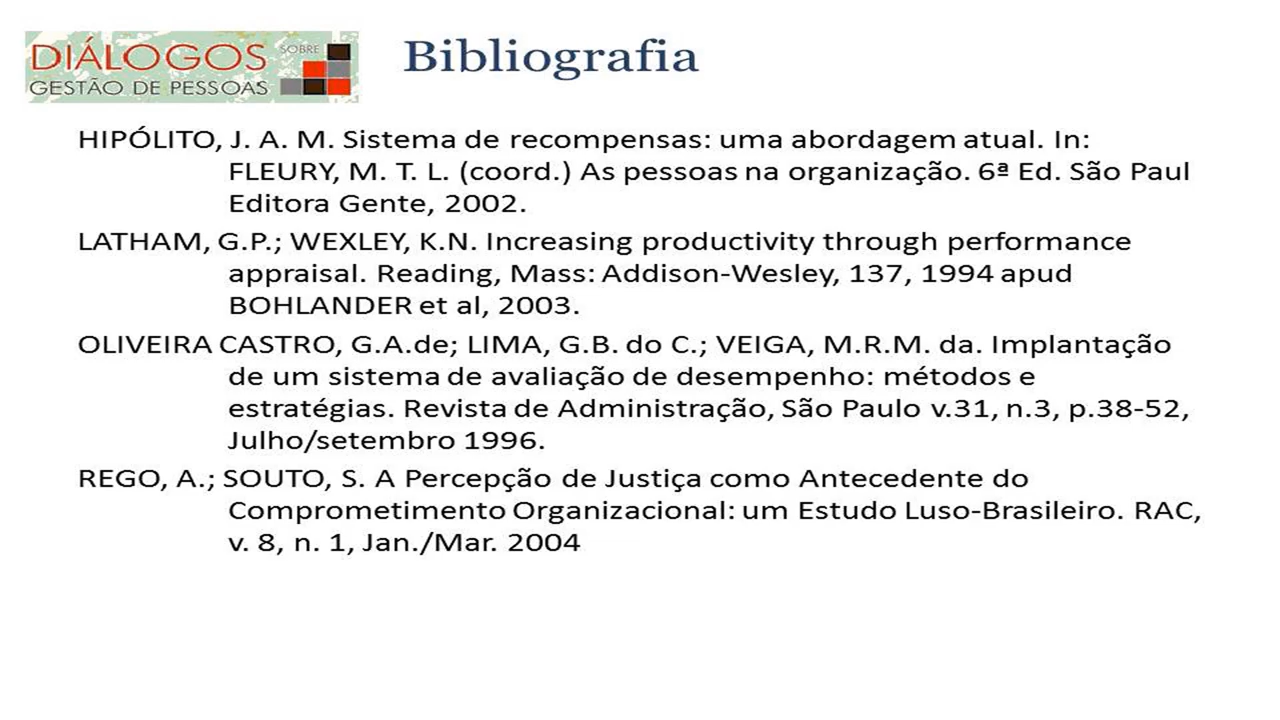 DIÁLOGOS SOBRE
GESTÃO DE PESSOAS
Bibliografia
HIPÓLITO, J. A. M. Sistema de recompensas: uma abordagem atual. In:
FLEURY, M. T. L. (coord.) As pessoas na organização. 6ª Ed. São Paul
Editora Gente, 2002.
LATHAM, G.P.; WEXLEY, K.N. Increasing productivity through performance
appraisal. Reading, Mass: Addison-Wesley, 137, 1994 apud
BOHLANDER et al, 2003.
OLIVEIRA CASTRO, G.A.de; LIMA, G.B. do C.; VEIGA, M.R.M. da. Implantação
de um sistema de avaliação de desempenho: métodos e
estratégias. Revista de Administração, São Paulo v.31, n.3, p.38-52,
Julho/setembro 1996.
REGO, A.; SOUTO, S. A Percepção de Justiça como Antecedente do
Comprometimento Organizacional: um Estudo Luso-Brasileiro. RAC,
v. 8, n. 1, Jan./Mar. 2004